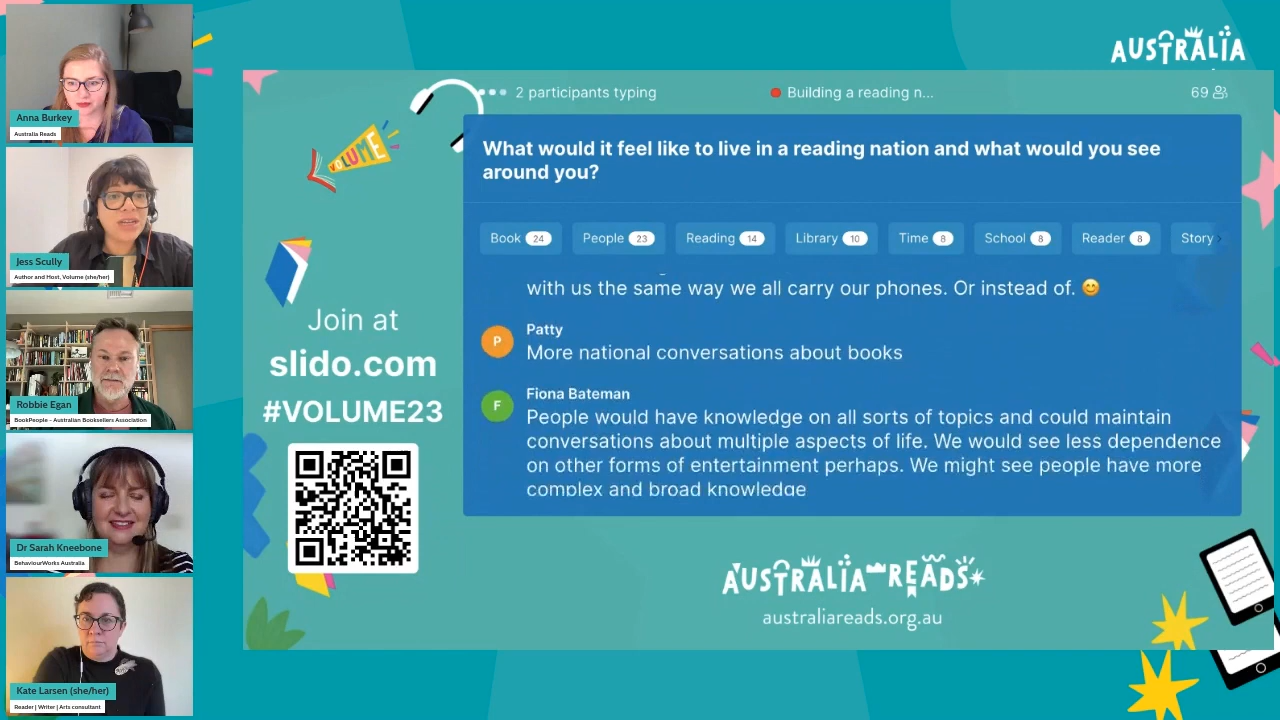 Anna Burkey
Australia Reads
Jess Scully
Author and Host, Volume (she/her)
Robbie Egan
BookPeople - Australian Booksellers Association
Dr Sarah Kneebone
BehaviourWorks Australia
Kate Larsen (she/her)
Reader | Writer | Arts consultant
AUSTRALIA
VOLUME
Join at
slido.com
#VOLUME23
2 participants typing
Building a reading n...
69
What would it feel like to live in a reading nation and what would you see
around you?
Book 24
People 23
Reading 14
Library 10
Time 8
School 8
Reader 8
Story
with us the same way we all carry our phones. Or instead of. 😊
P
Patty
More national conversations about books
F
Fiona Bateman
People would have knowledge on all sorts of topics and could maintain
conversations about multiple aspects of life. We would see less dependence
on other forms of entertainment perhaps. We might see people have more
complex and broad knowledge
AUSTRALIA READS
australiareads.org.au